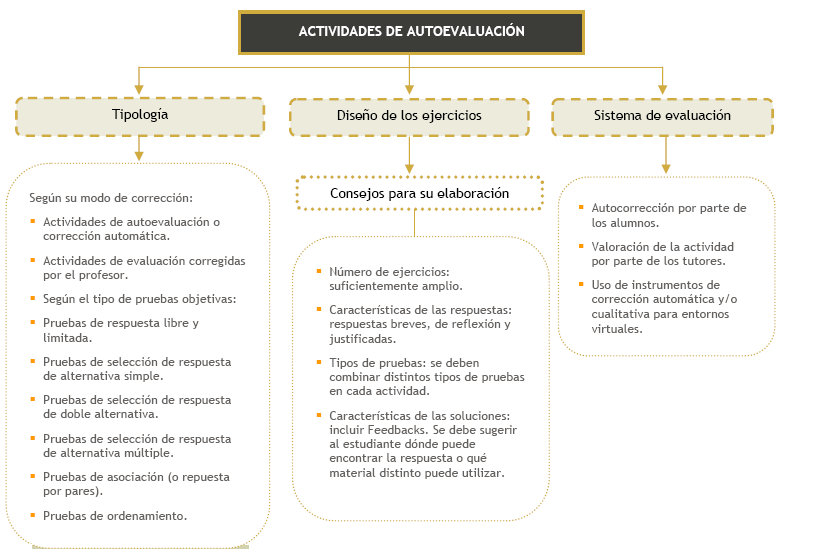 ACTIVIDADES DE AUTOEVALUACIÓN
Tipología
Según su modo de corrección:
Actividades de autoevaluación o
corrección automática.
Actividades de evaluación corregidas
por el profesor.
Según el tipo de pruebas objetivas:
Pruebas de respuesta libre y
limitada.
Pruebas de selección de respuesta
de alternativa simple.
Pruebas de selección de respuesta
de doble alternativa.
Pruebas de selección de respuesta
de alternativa múltiple.
Pruebas de asociación (o repuesta
por pares).
Pruebas de ordenamiento.
Diseño de los ejercicios
Consejos para su elaboración
Número de ejercicios:
suficientemente amplio.
Características de las respuestas:
respuestas breves, de reflexión y
justificadas.
Tipos de pruebas: se deben
combinar distintos tipos de pruebas
en cada actividad.
Características de las soluciones:
incluir Feedbacks. Se debe sugerir
al estudiante dónde puede
encontrar la respuesta o qué
material distinto puede utilizar.
Sistema de evaluación
Autocorrección por parte de
los alumnos.
Valoración de la actividad
por parte de los tutores.
Uso de instrumentos de
corrección automática y/o
cualitativa para entornos
virtuales.